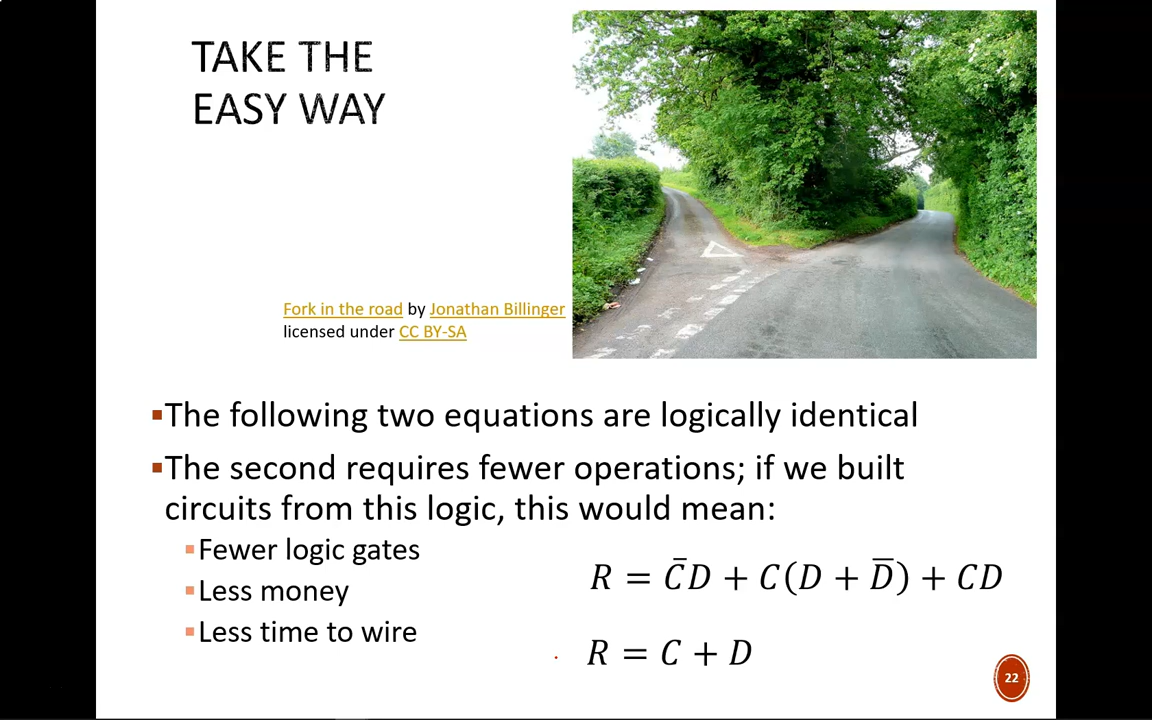 TAKE THE
EASY WAY
Fork in the road by Jonathan Billinger
licensed under CC BY-SA
▪The following two equations are logically identical
▪The second requires fewer operations; if we built
circuits from this logic, this would mean:
▪Fewer logic gates
▪Less money
▪Less time to wire
R = C̅D + C(D + D̅) + CD
R = C + D
22